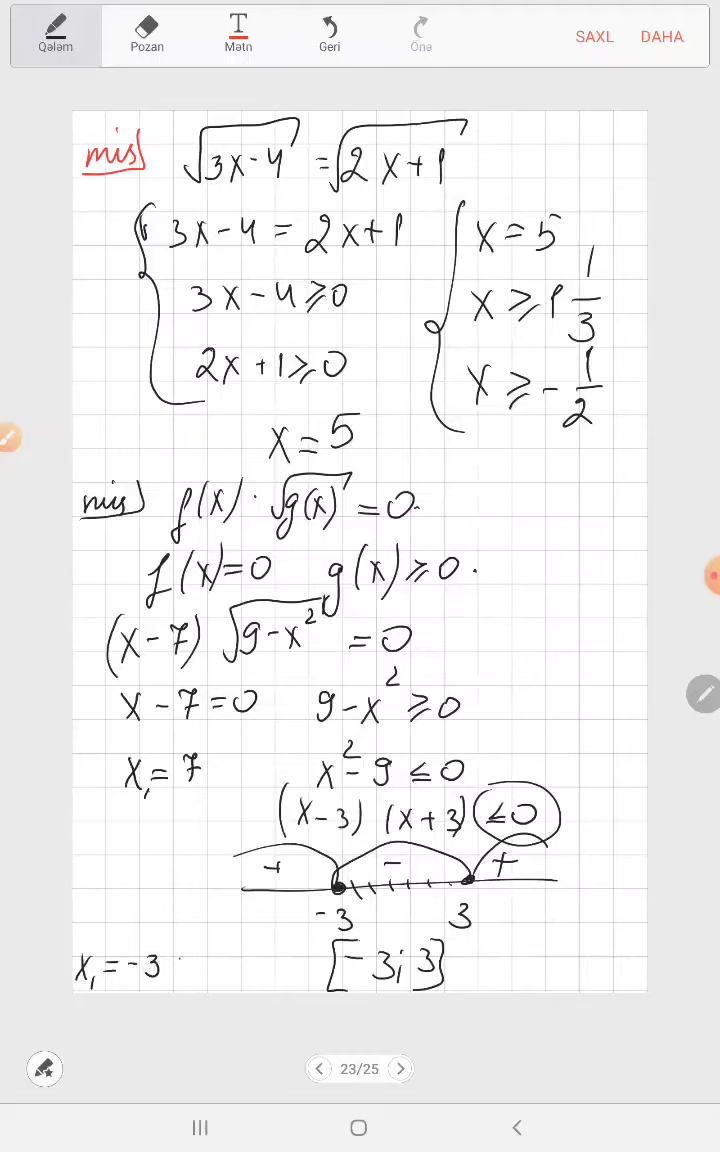 Qələm Pozan Mətn Geri Önə SAXL DAHA
mis √(3x-4) = √(2x+1)
{ 3x-4 = 2x+1 { x = 5
3x-4 ⩾ 0 x ⩾ 1 1/3
2x+1 ⩾ 0 x ⩾ - 1/2
x = 5
mis f(x) · √g(x) = 0.
f(x)=0 g(x) ⩾ 0.
(x-7) √(9-x²) = 0
x-7=0 9-x² ⩾ 0
x₁=7 x²-9 ≤ 0
(x-3) (x+3) ≤0
+ - +
-3 3
x₁=-3 [-3;3]
23/25